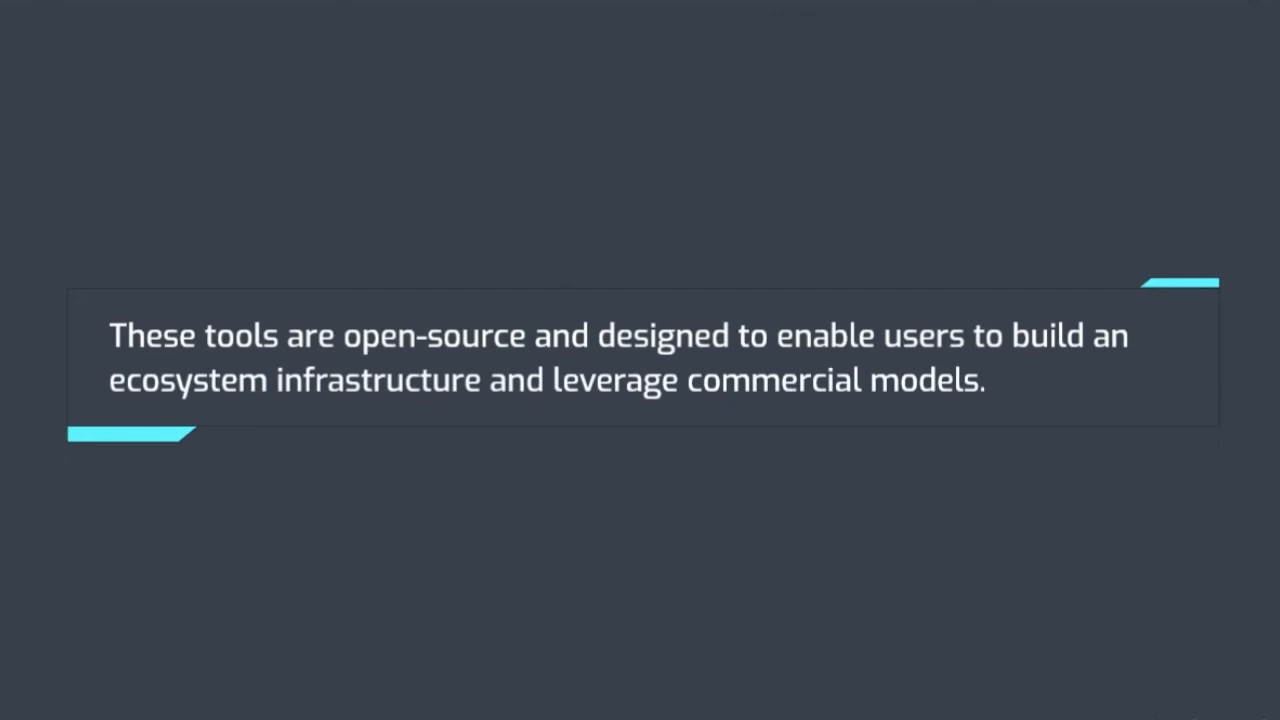 These tools are open-source and designed to enable users to build an
ecosystem infrastructure and leverage commercial models.